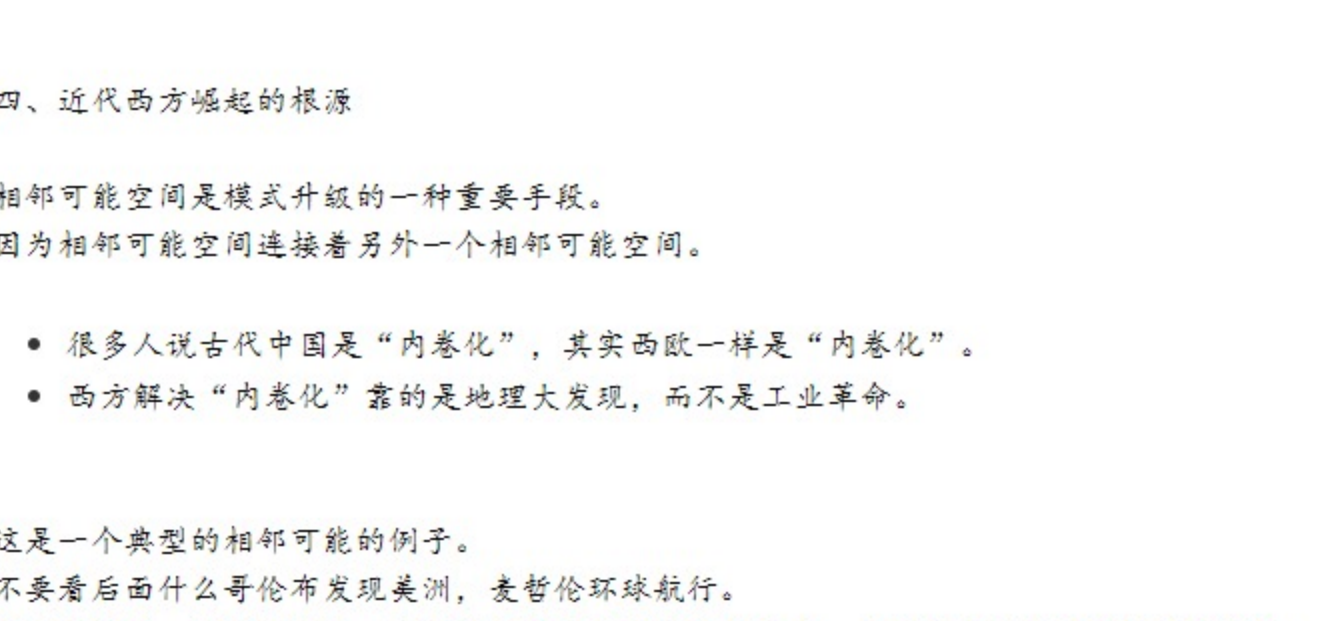 四、近代西方崛起的根源
相邻可能空间是模式升级的一种重要手段。
因为相邻可能空间连接着另外一个相邻可能空间。
• 很多人说古代中国是“内卷化”，其实西欧一样是“内卷化”。
• 西方解决“内卷化”靠的是地理大发现，而不是工业革命。
这是一个典型的相邻可能的例子。
不要看后面什么哥伦布发现美洲，麦哲伦环球航行。